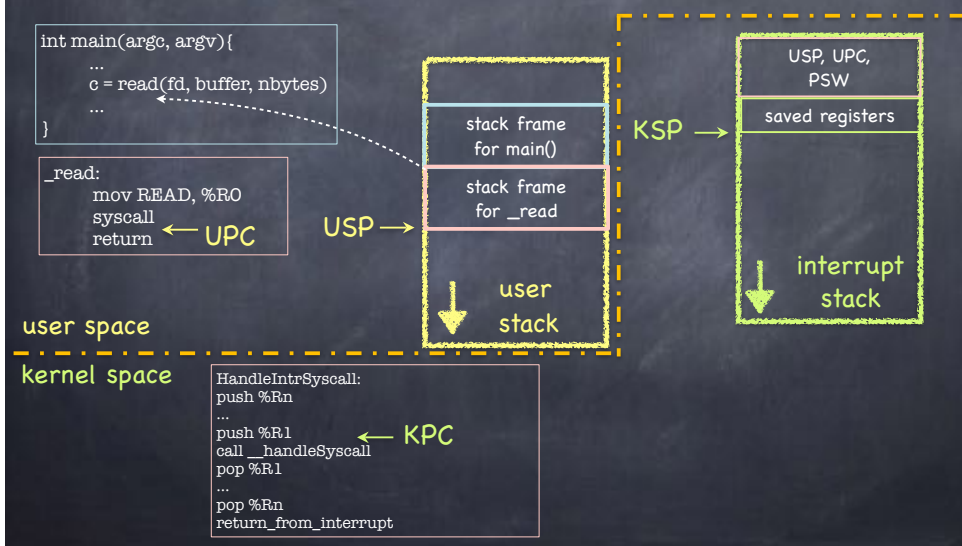 int main(argc, argv){
...
c = read(fd, buffer, nbytes)
...
}
_read:
mov READ, %R0
syscall
return
UPC
USP
stack frame
for main()
stack frame
for _read
user
stack
KSP
USP, UPC,
PSW
saved registers
interrupt
stack
user space
kernel space
HandleIntrSyscall:
push %Rn
...
push %R1
call __handleSyscall
pop %R1
...
pop %Rn
return_from_interrupt
KPC